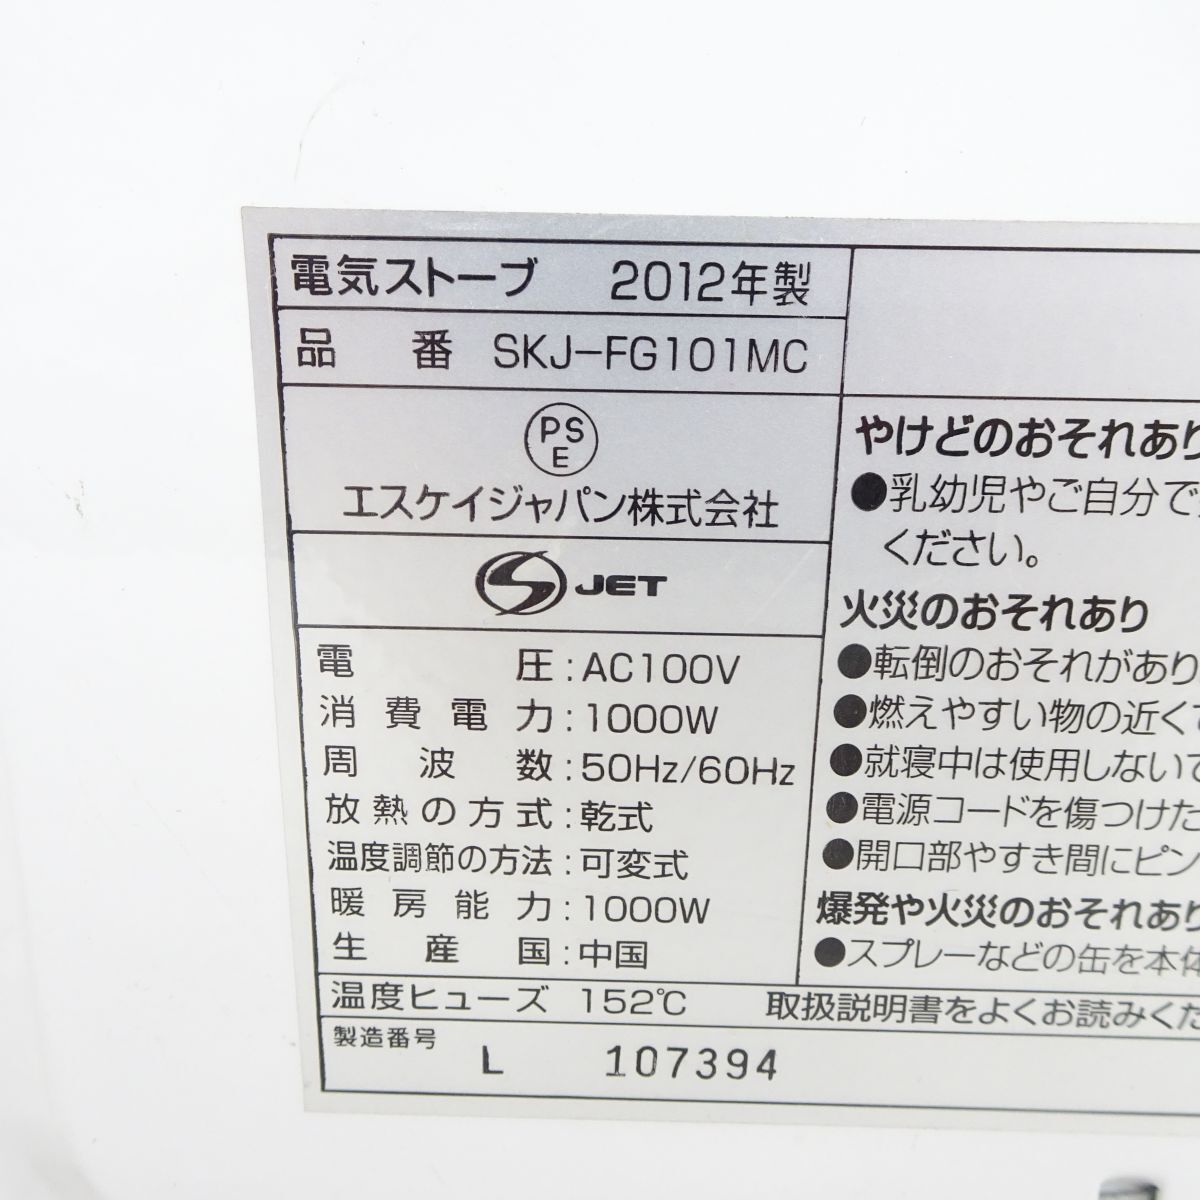 電気ストーブ 2012年製
品番 SKJ-FG101MC
PS
E
エスケイジャパン株式会社
JET
電圧:AC100V
消費電力:1000W
周波数:50Hz/60Hz
放熱の方式:乾式
温度調節の方法:可変式
暖房能力:1000W
生産国:中国
やけどのおそれあり
●乳幼児やご自分で
ください。
火災のおそれあり
●転倒のおそれがあり
●燃えやすい物の近くで
●就寝中は使用しないで
●電源コードを傷つけた
●開口部やすき間にピン
爆発や火災のおそれあり
●スプレーなどの缶を本体
温度ヒューズ 152℃ 取扱説明書をよくお読みくだ
製造番号
L 107394